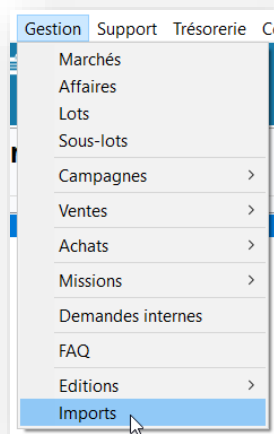 Gestion Support Trésorerie
Marchés
Affaires
Lots
Sous-lots
Campagnes
Ventes
Achats
Missions
Demandes internes
FAQ
Editions
Imports